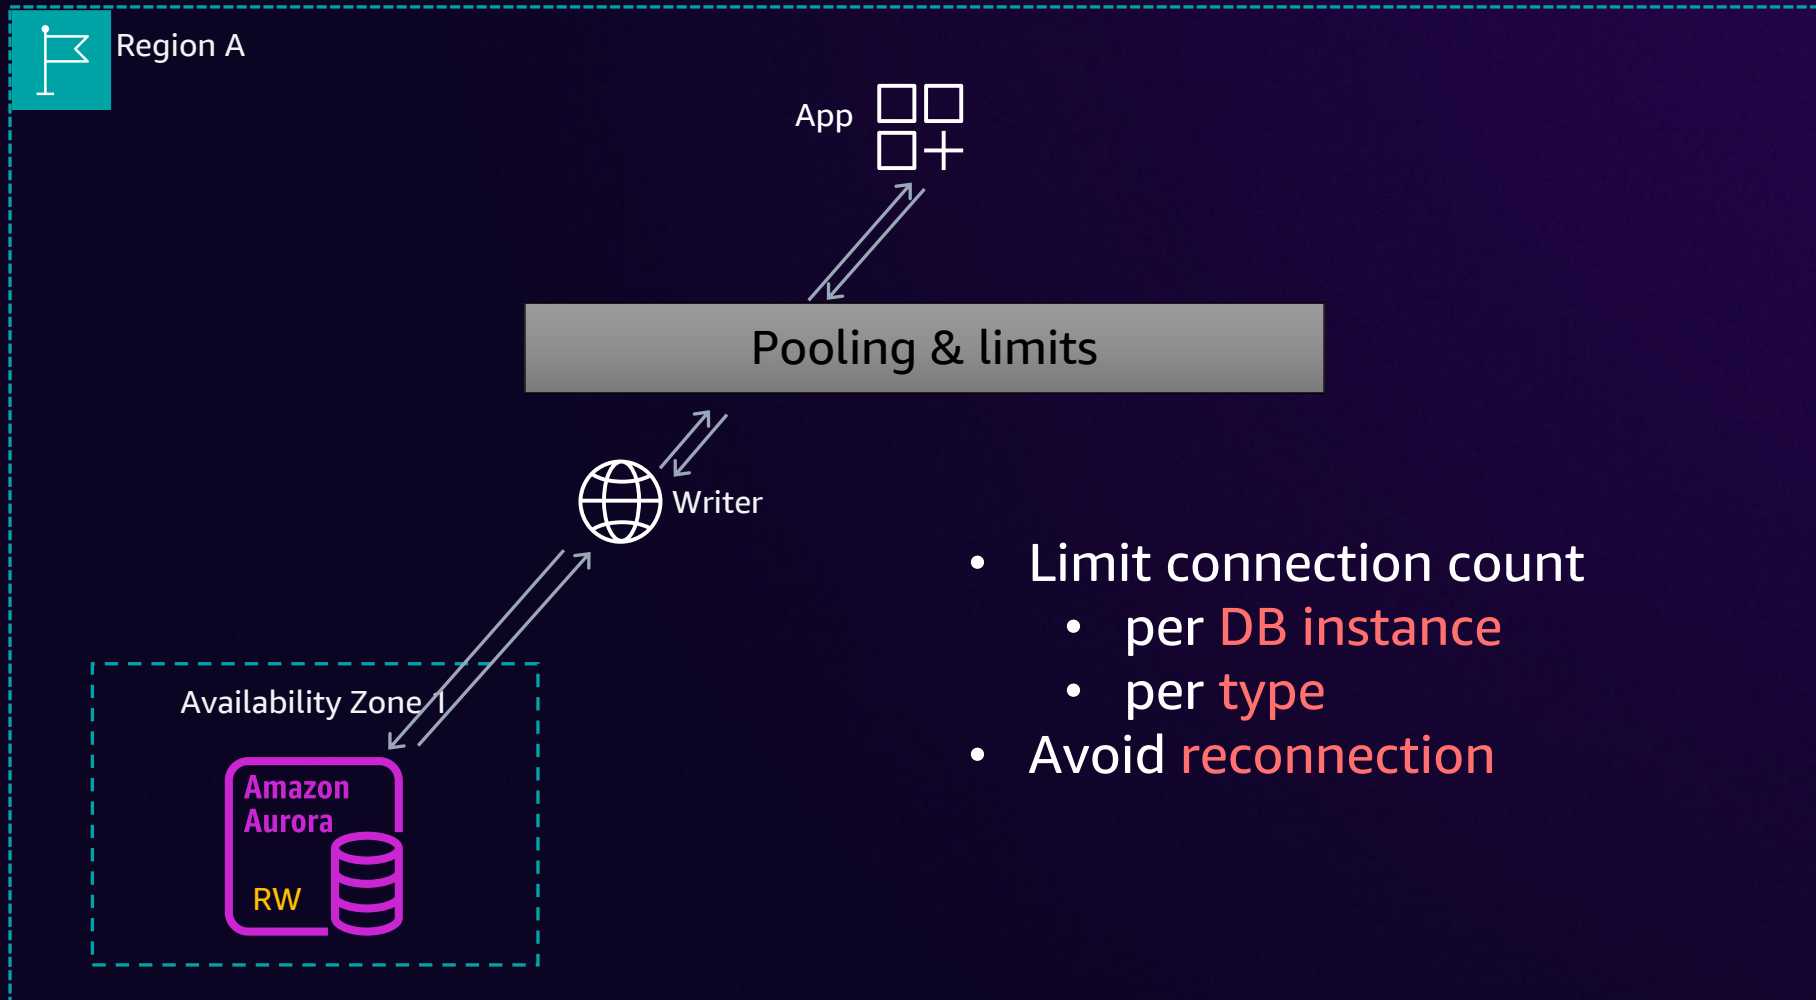 Region A
App
Pooling & limits
Writer
• Limit connection count
• per DB instance
• per type
• Avoid reconnection
Availability Zone 1
Amazon
Aurora
RW